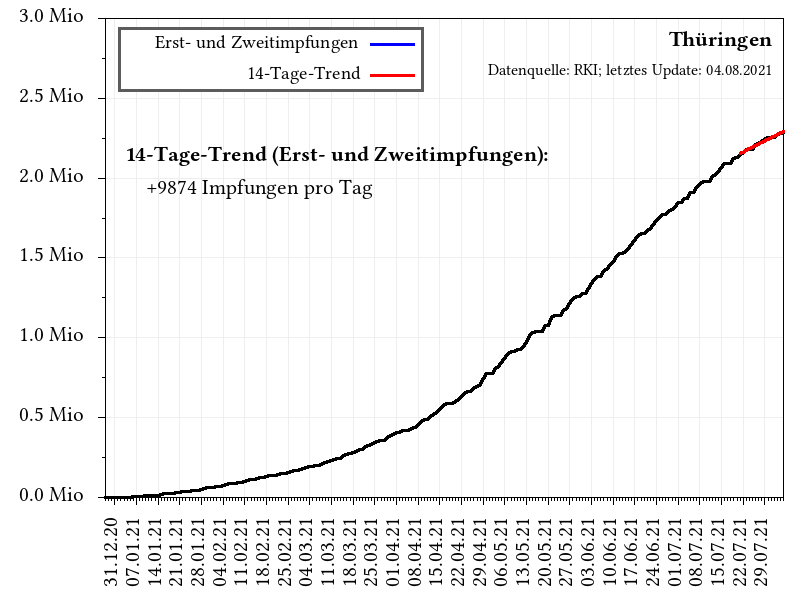 3.0 Mio
2.5 Mio
2.0 Mio
1.5 Mio
1.0 Mio
0.5 Mio
0.0 Mio
Erst- und Zweitimpfungen
14-Tage-Trend
Thüringen
Datenquelle: RKI; letztes Update: 04.08.2021
14-Tage-Trend (Erst- und Zweitimpfungen):
+9874 Impfungen pro Tag
31.12.20
07.01.21
14.01.21
21.01.21
28.01.21
04.02.21
11.02.21
18.02.21
25.02.21
04.03.21
11.03.21
18.03.21
25.03.21
01.04.21
08.04.21
15.04.21
22.04.21
29.04.21
06.05.21
13.05.21
20.05.21
27.05.21
03.06.21
10.06.21
17.06.21
24.06.21
01.07.21
08.07.21
15.07.21
22.07.21
29.07.21